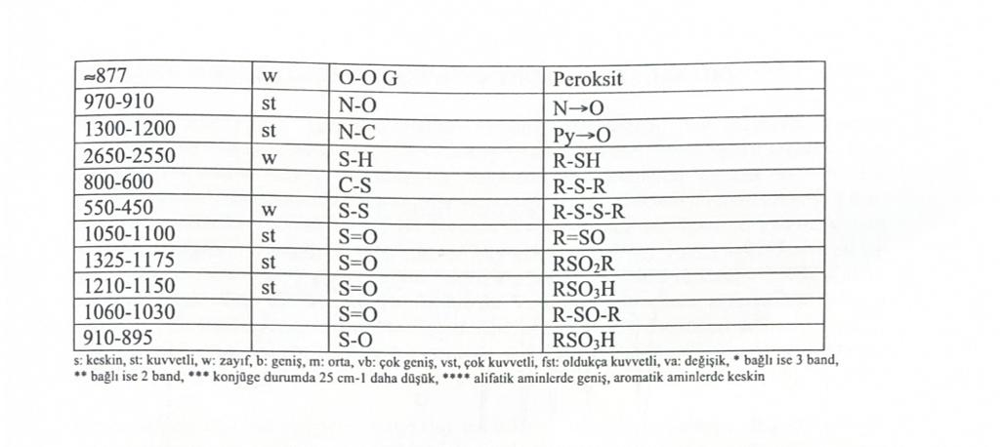 ≈877 w O-O G Peroksit
970-910 st N-O N→O
1300-1200 st N-C Py→O
2650-2550 w S-H R-SH
800-600 C-S R-S-R
550-450 w S-S R-S-S-R
1050-1100 st S=O R=SO
1325-1175 st S=O RSO₂R
1210-1150 st S=O RSO₃H
1060-1030 S=O R-SO-R
910-895 S-O RSO₃H
s: keskin, st: kuvvetli, w: zayıf, b: geniş, m: orta, vb: çok geniş, vst, çok kuvvetli, fst: oldukça kuvvetli, va: değişik, * bağlı ise 3 band,
** bağlı ise 2 band, *** konjüge durumda 25 cm-1 daha düşük, **** alifatik aminlerde geniş, aromatik aminlerde keskin